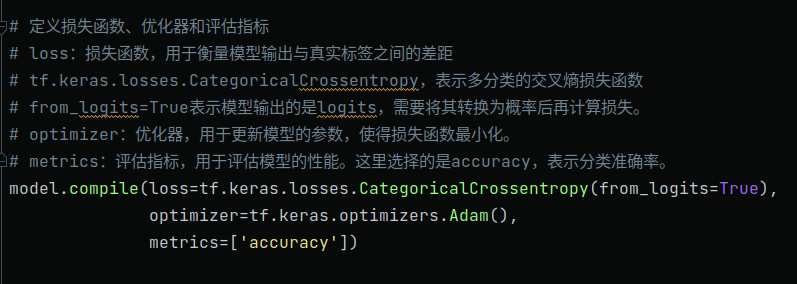 # 定义损失函数、优化器和评估指标
# loss：损失函数，用于衡量模型输出与真实标签之间的差距
# tf.keras.losses.CategoricalCrossentropy，表示多分类的交叉熵损失函数
# from_logits=True表示模型输出的是logits，需要将其转换为概率后再计算损失。
# optimizer：优化器，用于更新模型的参数，使得损失函数最小化。
# metrics：评估指标，用于评估模型的性能。这里选择的是accuracy，表示分类准确率。
model.compile(loss=tf.keras.losses.CategoricalCrossentropy(from_logits=True),
              optimizer=tf.keras.optimizers.Adam(),
              metrics=['accuracy'])